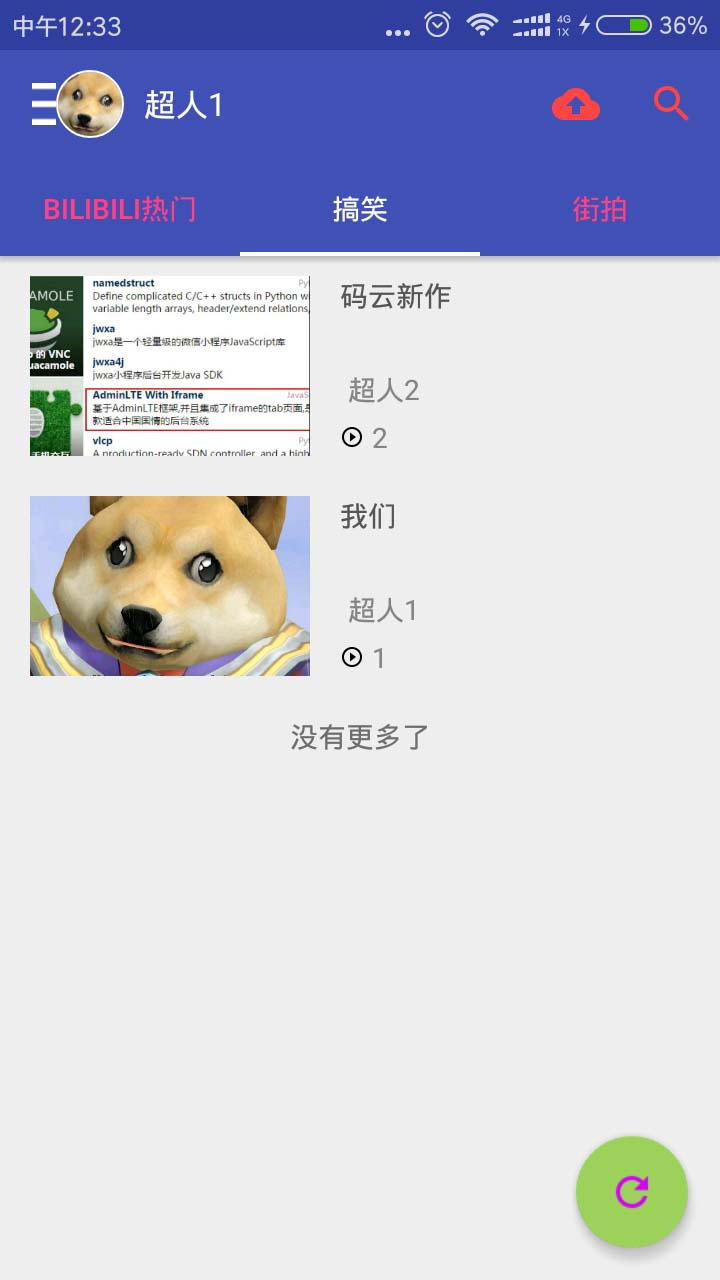 中午12:33
4G
1X
36%
超人1
BILIBILI热门
搞笑
街拍
namedstruct
Define complicated C/C++ structs in Python wi
variable length arrays, header/extend relations,
jwxa
jwxa是一个轻量级的微信小程序JavaScript库
jwxa4j
jwxa小程序后台开发Java SDK
AdminLTE With Iframe
JavaS
基于AdminLTE框架,并且集成了iframe的tab页面,是
款适合中国国情的后台系统
vlcp
A production-ready SDN controller, and a high
AMOLE
的 VNC
uacamole
码云新作
超人2
2
我们
超人1
1
没有更多了